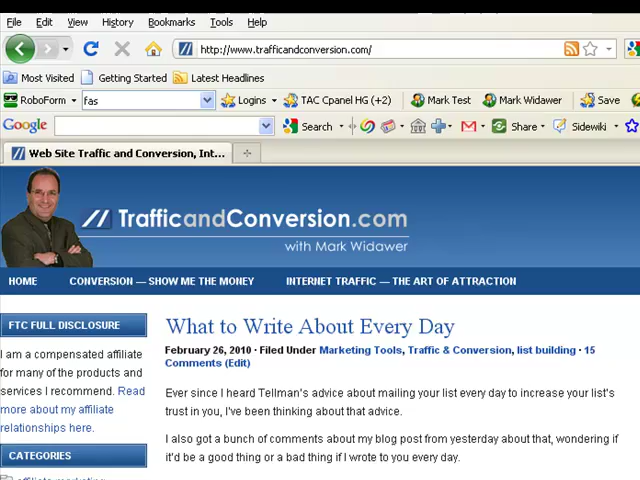 File Edit View History Bookmarks Tools Help
http://www.trafficandconversion.com/
Most Visited Getting Started Latest Headlines
RoboForm fas Logins TAC Cpanel HG (+2) Mark Test Mark Widawer Save
Google Search Share Sidewiki
Web Site Traffic and Conversion, Int...
TrafficandConversion.com
with Mark Widawer
HOME CONVERSION — SHOW ME THE MONEY INTERNET TRAFFIC — THE ART OF ATTRACTION
FTC FULL DISCLOSURE
I am a compensated affiliate
for many of the products and
services I recommend. Read
more about my affiliate
relationships here.
CATEGORIES
affiliate marketing
What to Write About Every Day
February 26, 2010 · Filed Under Marketing Tools, Traffic & Conversion, list building · 15
Comments (Edit)
Ever since I heard Tellman's advice about mailing your list every day to increase your list's
trust in you, I've been thinking about that advice.
I also got a bunch of comments about my blog post from yesterday about that, wondering if
it'd be a good thing or a bad thing if I wrote to you every day.